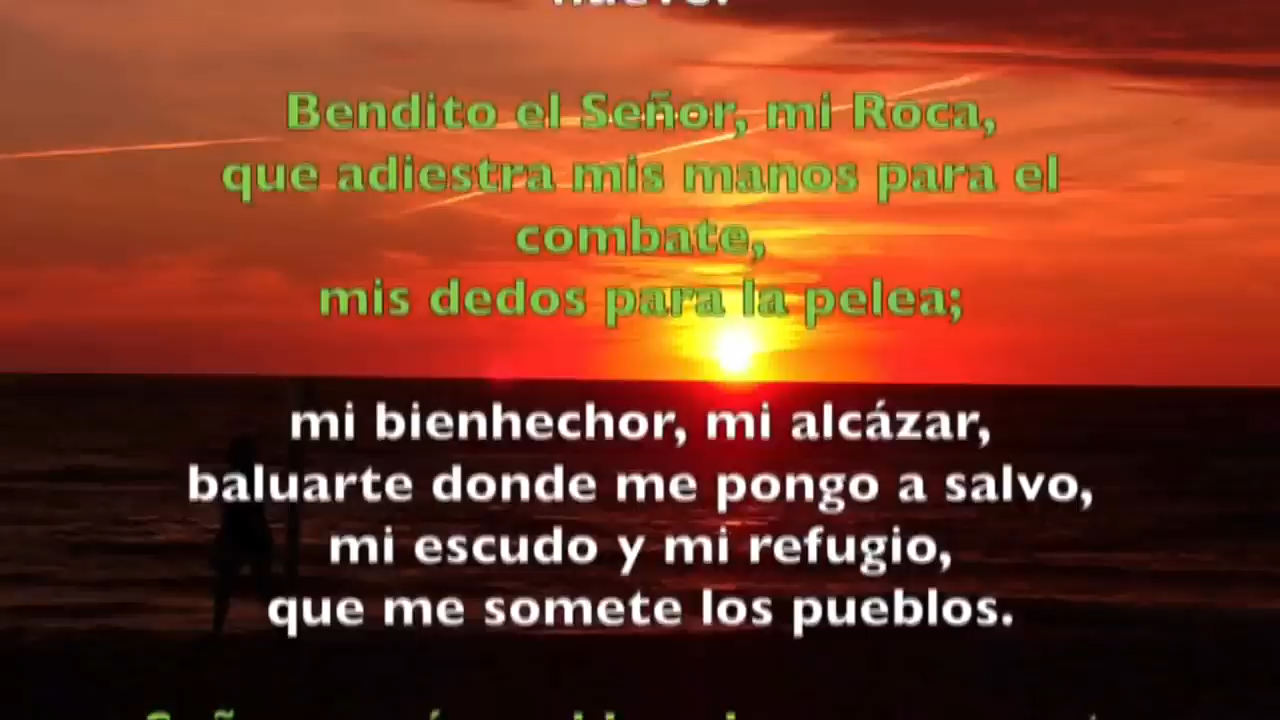 Bendito el Señor, mi Roca,
que adiestra mis manos para el
combate,
mis dedos para la pelea;
mi bienhechor, mi alcázar,
baluarte donde me pongo a salvo,
mi escudo y mi refugio,
que me somete los pueblos.